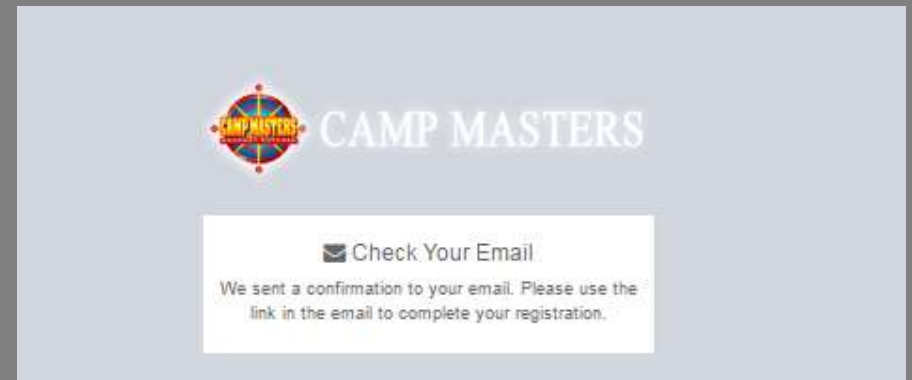 CAMP MASTERS
CAMP MASTERS
Check Your Email
We sent a confirmation to your email. Please use the
link in the email to complete your registration.